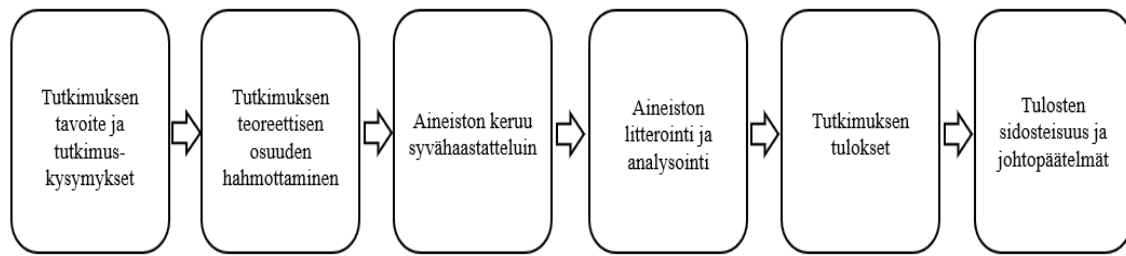 Tutkimuksen
tavoite ja
tutkimus-
kysymykset
Tutkimuksen
teoreettisen
osuuden
hahmottaminen
Aineiston keruu
syvähaastatteluin
Aineiston
litterointi ja
analysointi
Tutkimuksen
tulokset
Tulosten
sidosteisuus ja
johtopäätelmät